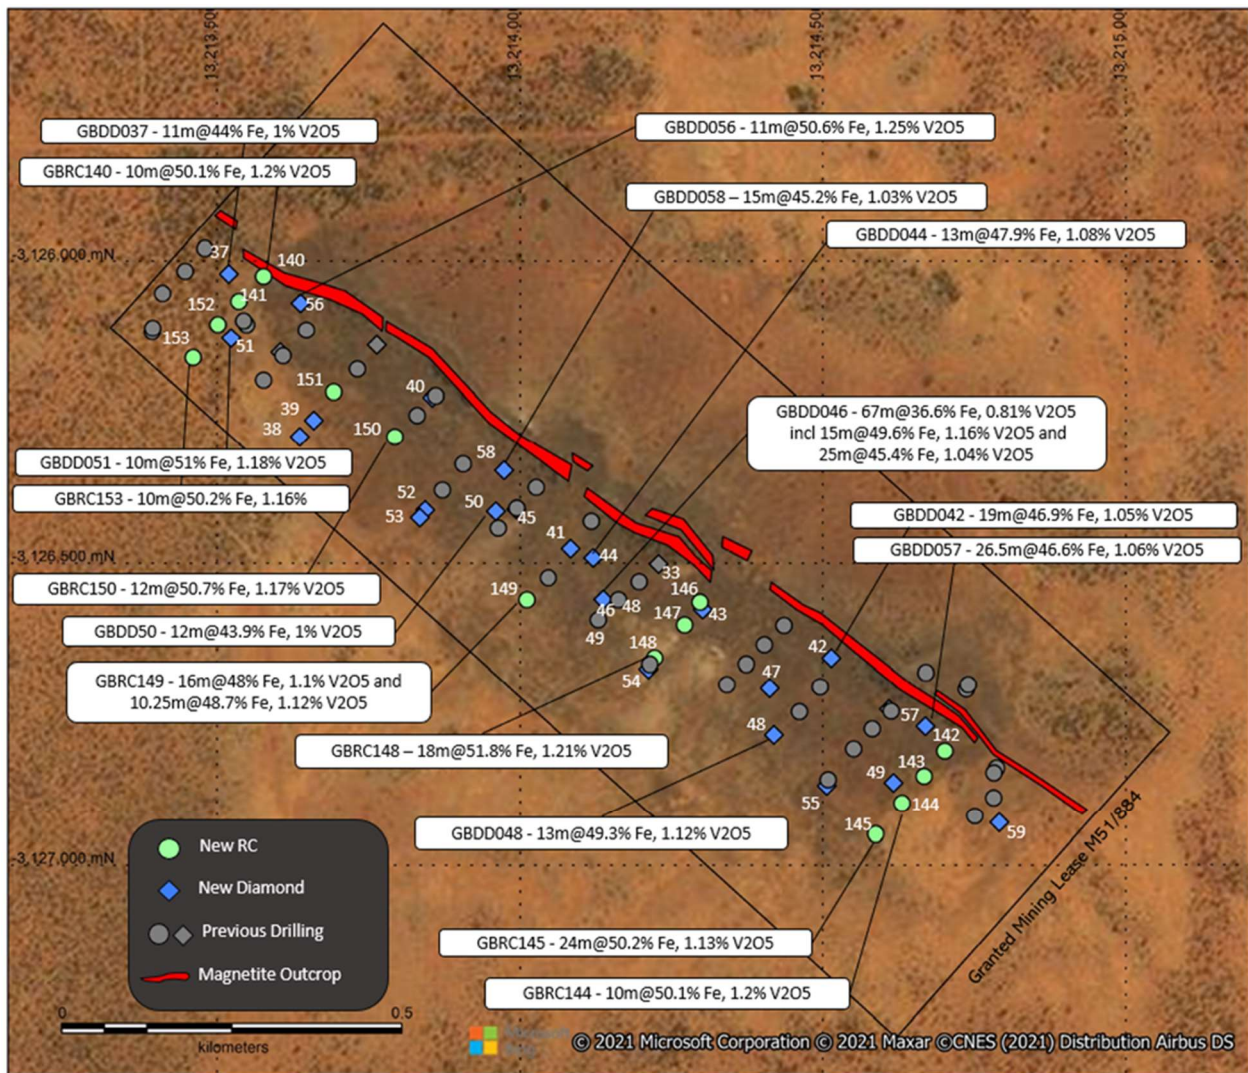 13,213,500
13,214,000
13,214,500
13,215,000
GBDD037 - 11m@44% Fe, 1% V2O5
GBDD056 - 11m@50.6% Fe, 1.25% V2O5
GBRC140 - 10m@50.1% Fe, 1.2% V2O5
GBDD058 – 15m@45.2% Fe, 1.03% V2O5
GBDD044 - 13m@47.9% Fe, 1.08% V2O5
-3,126,000 mN
37
140
141
152
56
153
51
151
40
39
38
150
GBDD046 - 67m@36.6% Fe, 0.81% V2O5
incl 15m@49.6% Fe, 1.16% V2O5 and
25m@45.4% Fe, 1.04% V2O5
GBDD051 - 10m@51% Fe, 1.18% V2O5
GBRC153 - 10m@50.2% Fe, 1.16%
58
52
53
50
45
GBDD042 - 19m@46.9% Fe, 1.05% V2O5
GBDD057 - 26.5m@46.6% Fe, 1.06% V2O5
-3,126,500 mN
41
44
33
149
46
48
49
146
43
147
148
54
GBRC150 - 12m@50.7% Fe, 1.17% V2O5
GBDD50 - 12m@43.9% Fe, 1% V2O5
GBRC149 - 16m@48% Fe, 1.1% V2O5 and
10.25m@48.7% Fe, 1.12% V2O5
42
47
48
57
142
143
49
144
55
145
59
GBRC148 – 18m@51.8% Fe, 1.21% V2O5
GBDD048 - 13m@49.3% Fe, 1.12% V2O5
-3,127,000 mN
Granted Mining Lease M51/884
New RC
New Diamond
Previous Drilling
Magnetite Outcrop
GBRC145 - 24m@50.2% Fe, 1.13% V2O5
GBRC144 - 10m@50.1% Fe, 1.2% V2O5
0
0.5
kilometers
© 2021 Microsoft Corporation © 2021 Maxar ©CNES (2021) Distribution Airbus DS